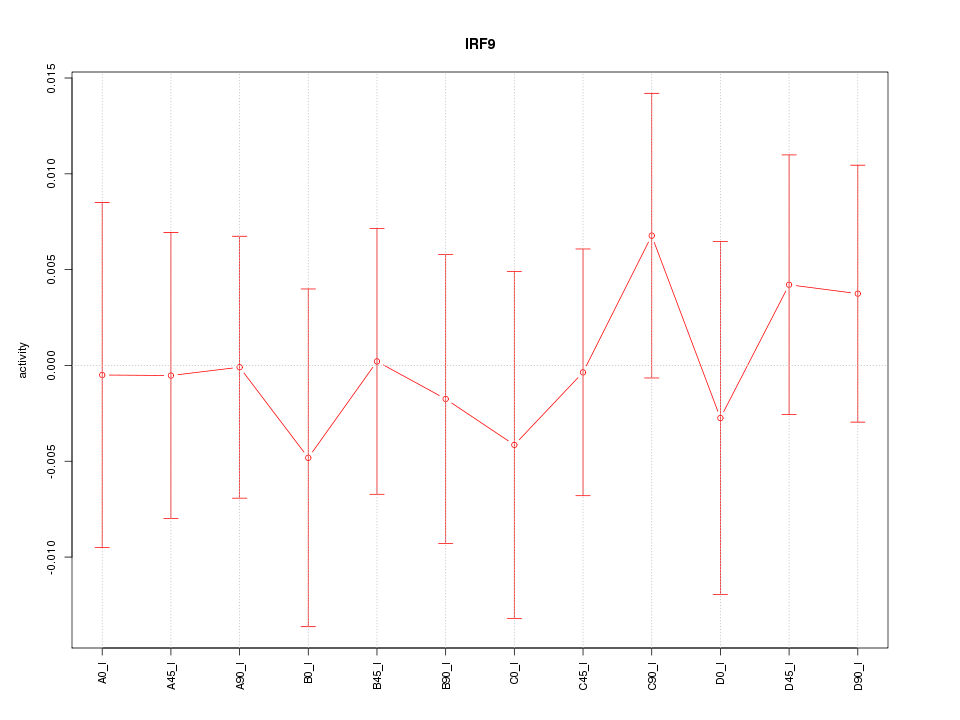 IRF9
activity
0.015
0.010
0.005
0.000
-0.005
-0.010
A0_I
A45_I
A90_I
B0_I
B45_I
B90_I
C0_I
C45_I
C90_I
D0_I
D45_I
D90_I